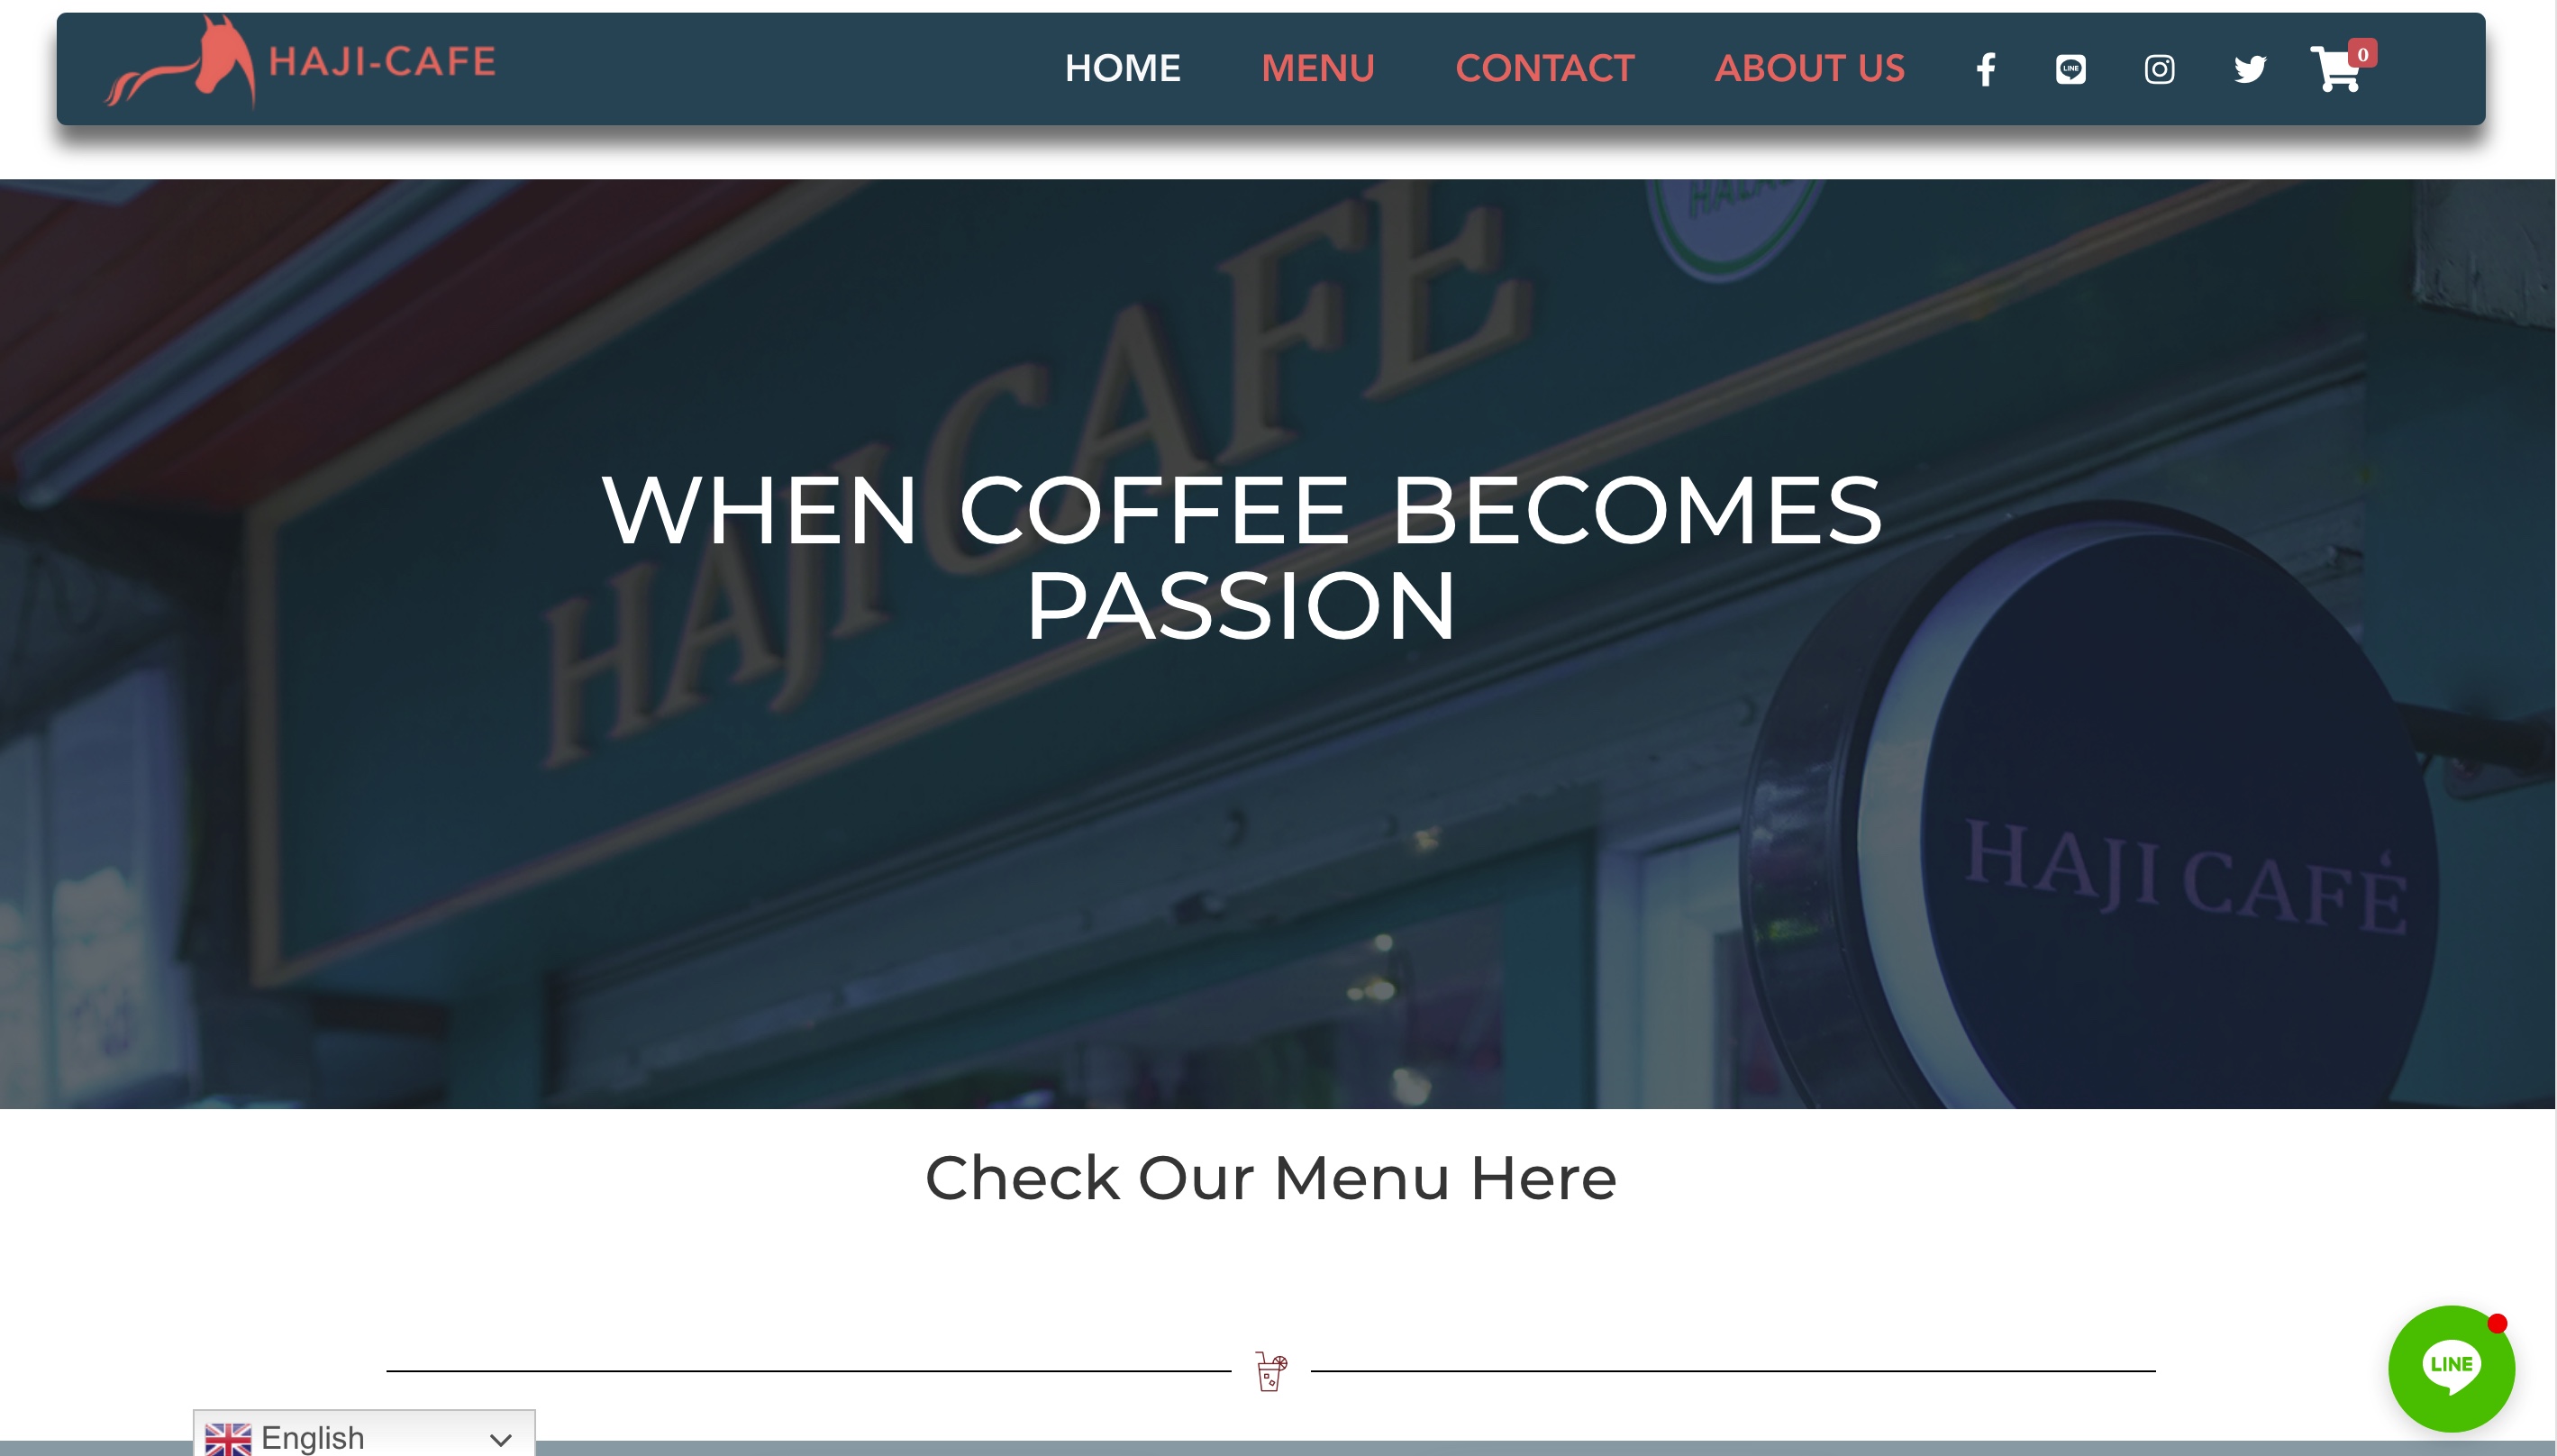 HAJI-CAFE
HOME MENU CONTACT ABOUT US
LINE
0
HALAL
HAJI CAFE
WHEN COFFEE BECOMES
PASSION
HAJI CAFÉ
Check Our Menu Here
LINE
English